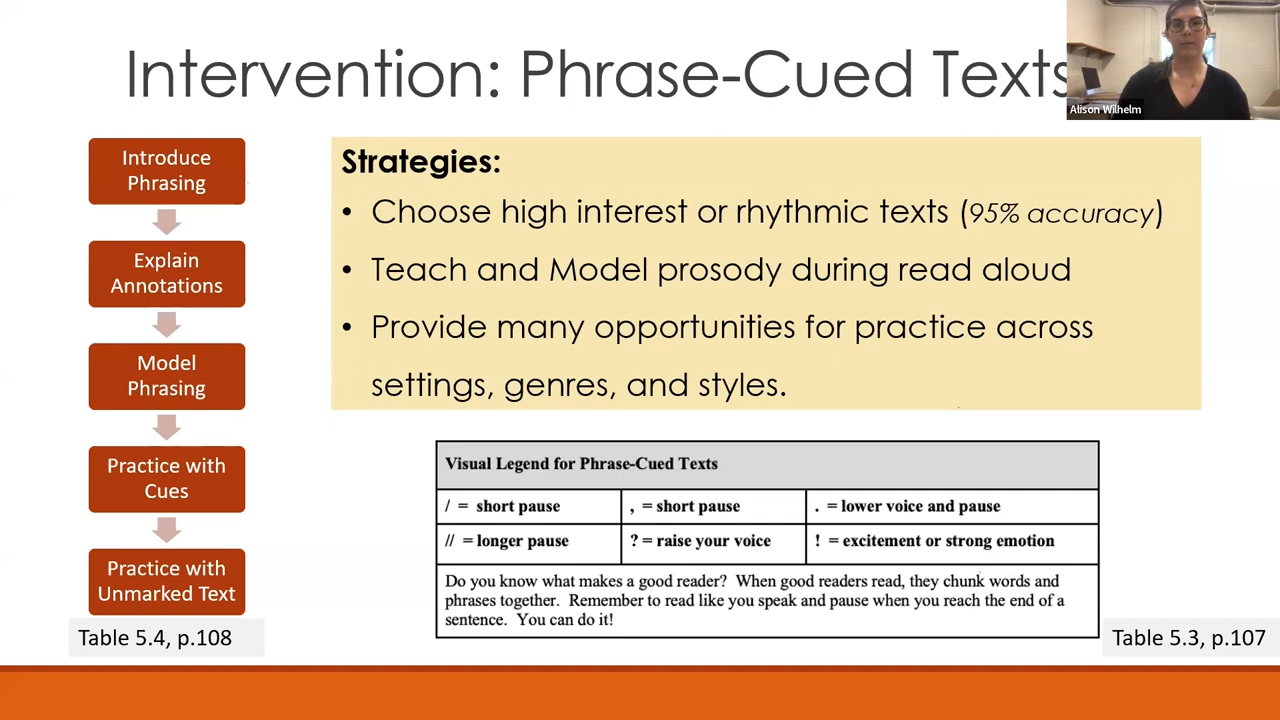 Intervention: Phrase-Cued Texts
Alison Wilhelm
Introduce
Phrasing
Explain
Annotations
Model
Phrasing
Practice with
Cues
Practice with
Unmarked Text
Table 5.4, p.108
Strategies:
• Choose high interest or rhythmic texts (95% accuracy)
• Teach and Model prosody during read aloud
• Provide many opportunities for practice across
settings, genres, and styles.
Visual Legend for Phrase-Cued Texts
/ = short pause , = short pause . = lower voice and pause
// = longer pause ? = raise your voice ! = excitement or strong emotion
Do you know what makes a good reader? When good readers read, they chunk words and
phrases together. Remember to read like you speak and pause when you reach the end of a
sentence. You can do it!
Table 5.3, p.107